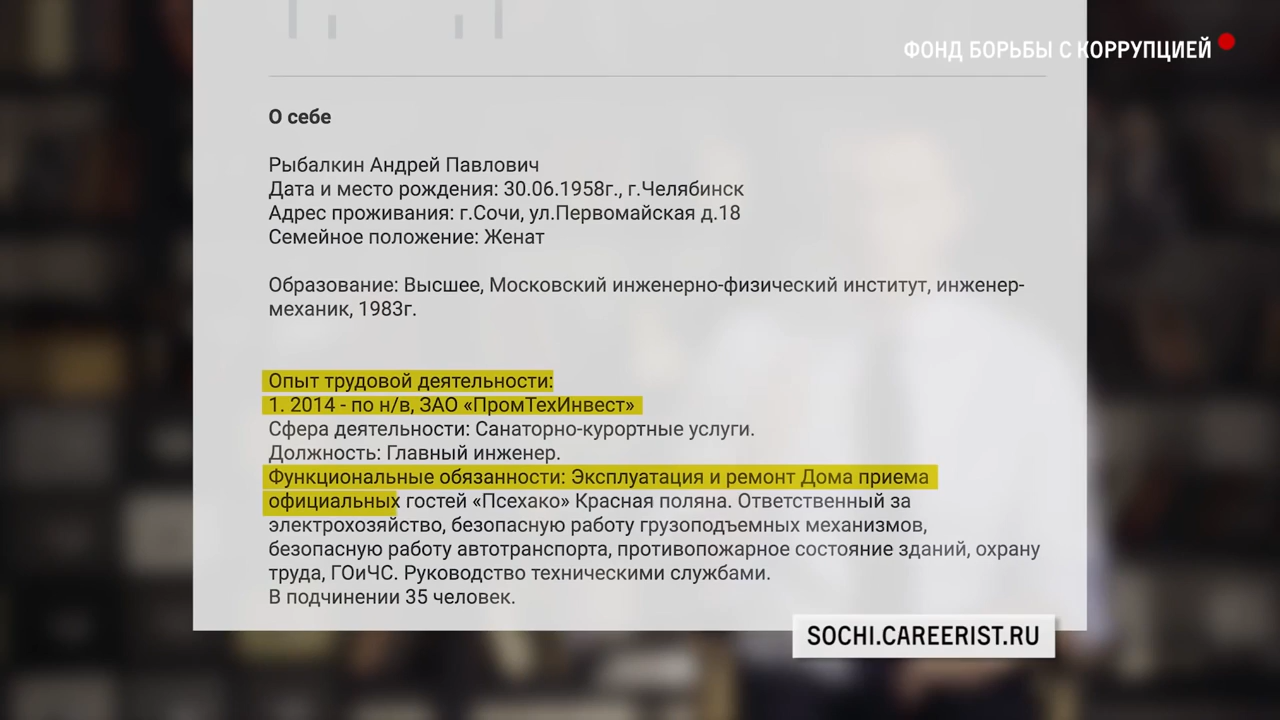 ФОНД БОРЬБЫ С КОРРУПЦИЕЙ
О себе
Рыбалкин Андрей Павлович
Дата и место рождения: 30.06.1958г., г.Челябинск
Адрес проживания: г.Сочи, ул.Первомайская д.18
Семейное положение: Женат
Образование: Высшее, Московский инженерно-физический институт, инженер-
механик, 1983г.
Опыт трудовой деятельности:
1. 2014 - по н/в, ЗАО «ПромТехИнвест»
Сфера деятельности: Санаторно-курортные услуги.
Должность: Главный инженер.
Функциональные обязанности: Эксплуатация и ремонт Дома приема
официальных гостей «Псехако» Красная поляна. Ответственный за
электрохозяйство, безопасную работу грузоподъемных механизмов,
безопасную работу автотранспорта, противопожарное состояние зданий, охрану
труда, ГОиЧС. Руководство техническими службами.
В подчинении 35 человек.
SOCHI.CAREERIST.RU